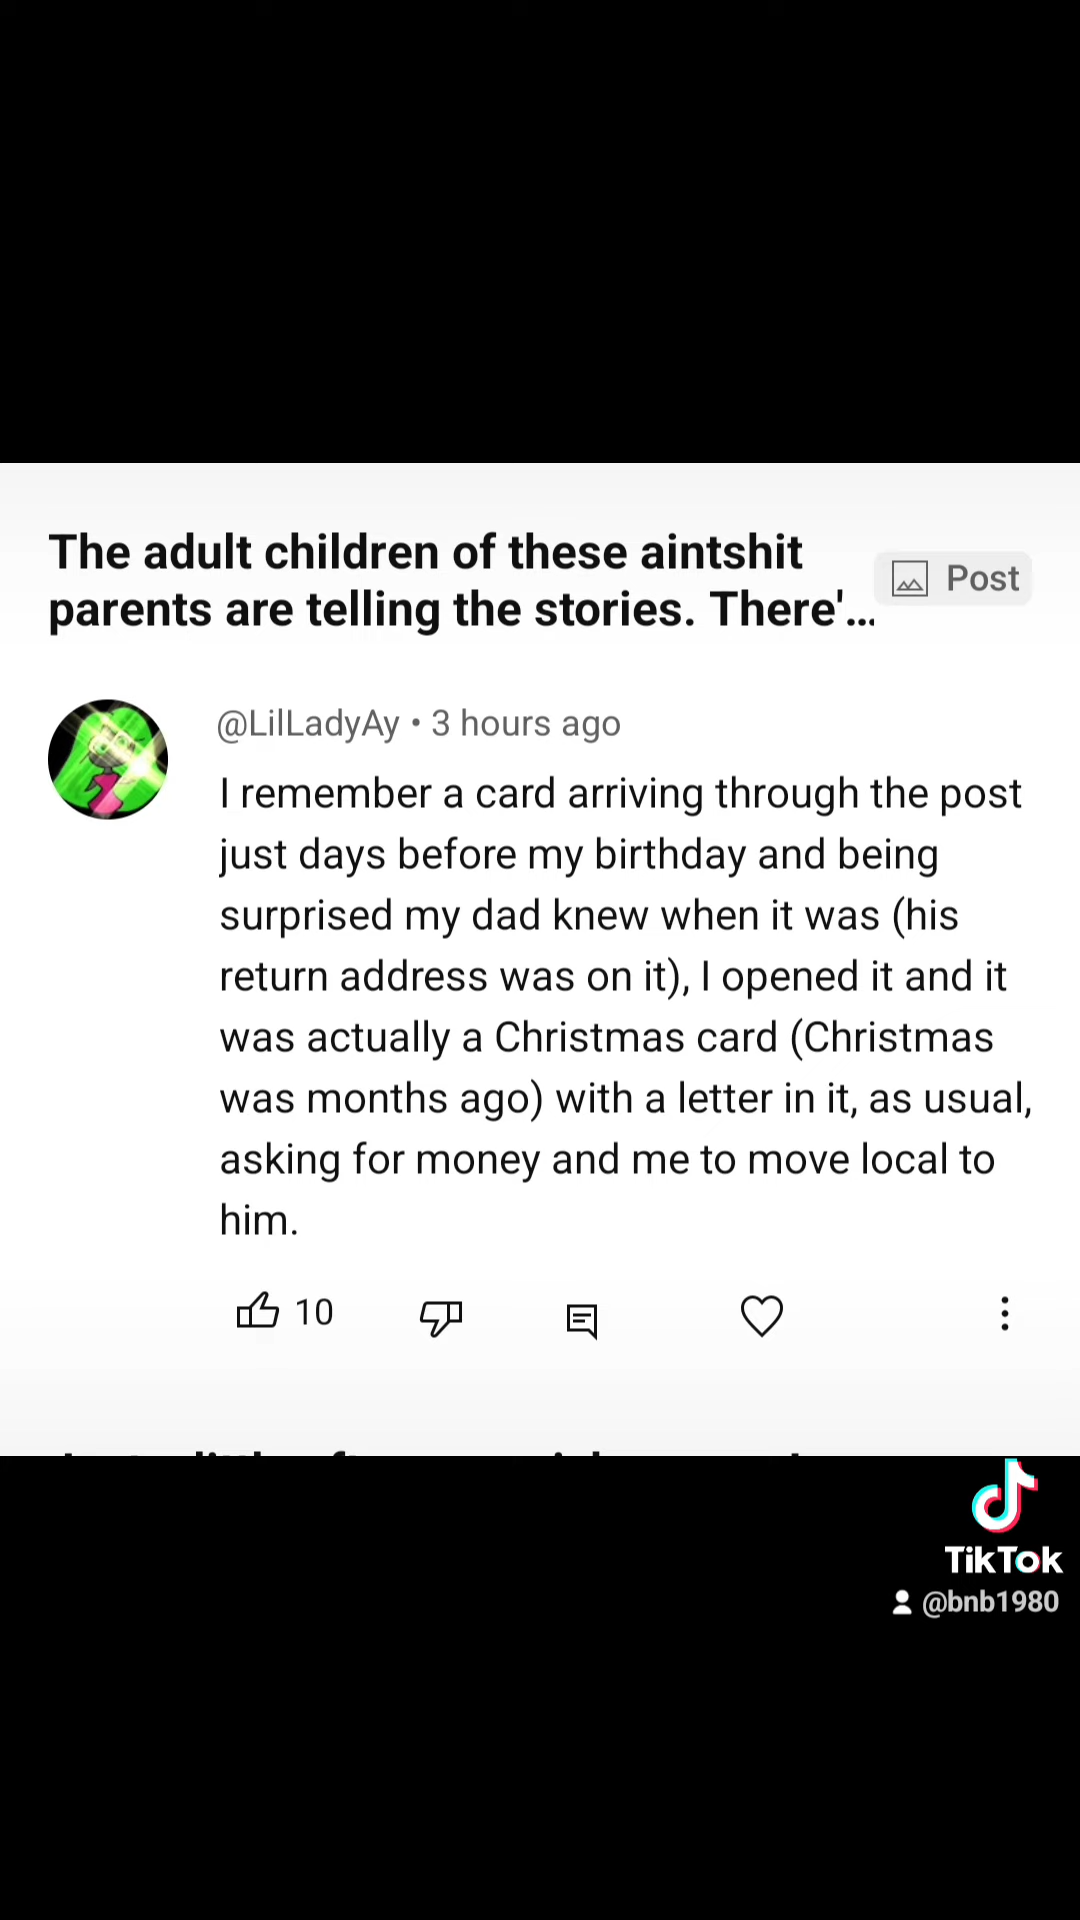 The adult children of these aintshit
parents are telling the stories. There'...
Post
@LilLadyAy • 3 hours ago
I remember a card arriving through the post
just days before my birthday and being
surprised my dad knew when it was (his
return address was on it), I opened it and it
was actually a Christmas card (Christmas
was months ago) with a letter in it, as usual,
asking for money and me to move local to
him.
10
TikTok
@bnb1980